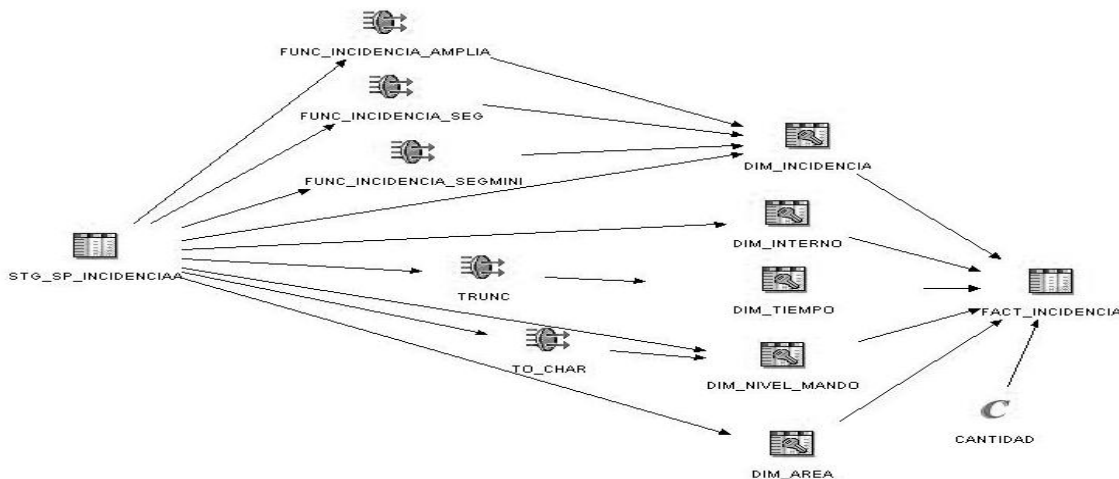 FUNC_INCIDENCIA_AMPLIA
FUNC_INCIDENCIA_SEG
DIM_INCIDENCIA
FUNC_INCIDENCIA_SEGMINI
DIM_INTERNO
STG_SP_INCIDENCIAA
TRUNC
DIM_TIEMPO
FACT_INCIDENCIA
TO_CHAR
DIM_NIVEL_MANDO
C
CANTIDAD
DIM_AREA